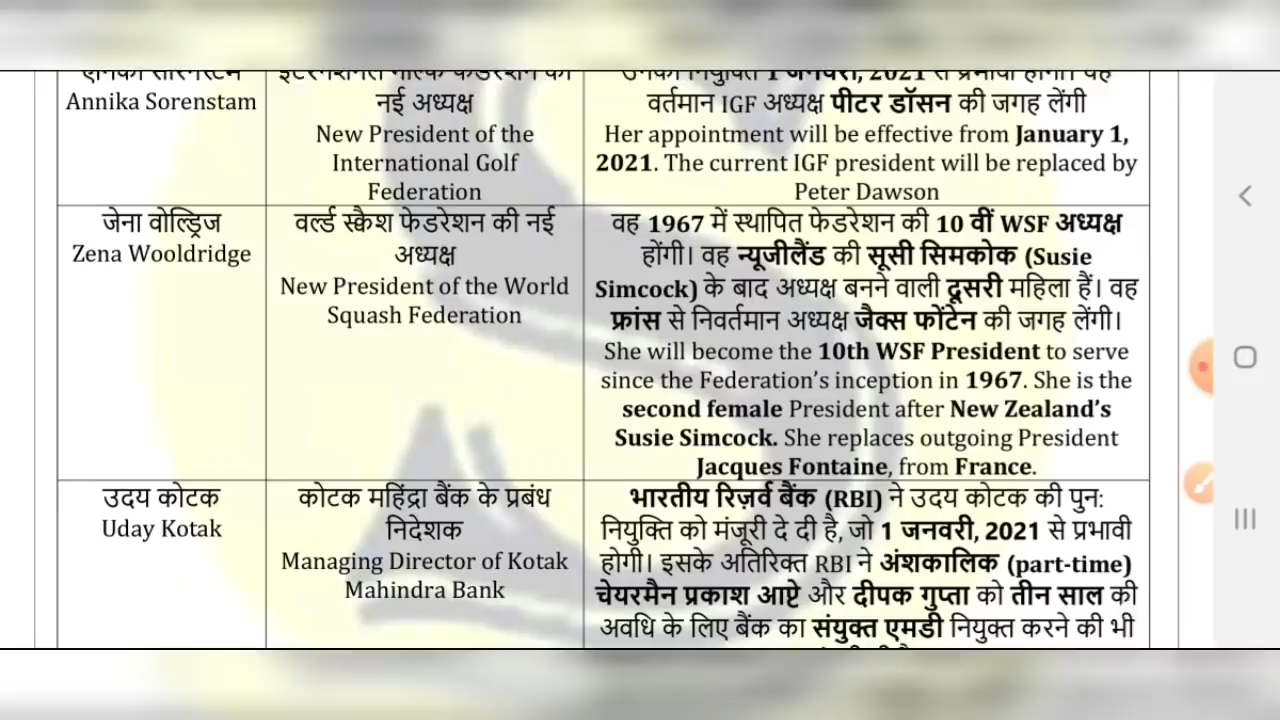 Annika Sorenstam
नई अध्यक्ष
New President of the
International Golf
Federation
वर्तमान IGF अध्यक्ष पीटर डॉसन की जगह लेंगी
Her appointment will be effective from January 1,
2021. The current IGF president will be replaced by
Peter Dawson
जेना वोल्ड्रिज
Zena Wooldridge
वर्ल्ड स्कैश फेडरेशन की नई
अध्यक्ष
New President of the World
Squash Federation
वह 1967 में स्थापित फेडरेशन की 10 वीं WSF अध्यक्ष
होंगी। वह न्यूजीलैंड की सूसी सिमकोक (Susie
Simcock) के बाद अध्यक्ष बनने वाली दूसरी महिला हैं। वह
फ्रांस से निवर्तमान अध्यक्ष जैक्स फोंटेन की जगह लेंगी।
She will become the 10th WSF President to serve
since the Federation's inception in 1967. She is the
second female President after New Zealand's
Susie Simcock. She replaces outgoing President
Jacques Fontaine, from France.
उदय कोटक
Uday Kotak
कोटक महिंद्रा बैंक के प्रबंध
निदेशक
Managing Director of Kotak
Mahindra Bank
भारतीय रिज़र्व बैंक (RBI) ने उदय कोटक की पुन:
नियुक्ति को मंजूरी दे दी है, जो 1 जनवरी, 2021 से प्रभावी
होगी। इसके अतिरिक्त RBI ने अंशकालिक (part-time)
चेयरमैन प्रकाश आप्टे और दीपक गुप्ता को तीन साल की
अवधि के लिए बैंक का संयुक्त एमडी नियुक्त करने की भी